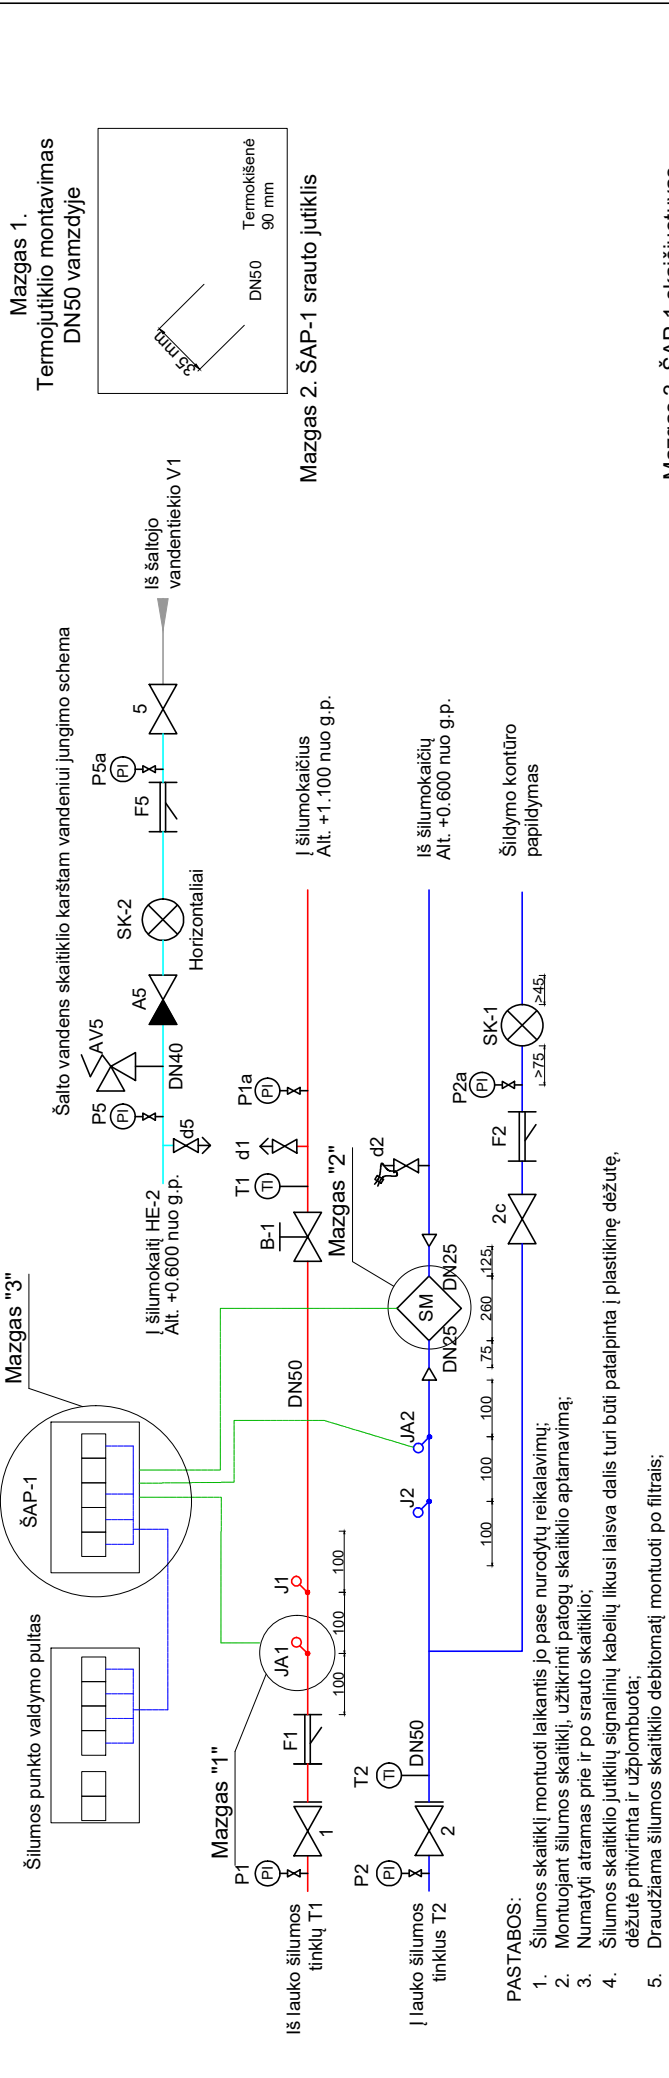 Mazgas 1.
Termojutiklio montavimas
DN50 vamzdyje
35 mm
DN50
Termokišenė
90 mm
Mazgas 2. ŠAP-1 srauto jutiklis
Šalto vandens skaitiklio karštam vandeniui jungimo schema
Iš šaltojo
vandentiekio V1
5
P5a
PI
F5
SK-2
Horizontaliai
A5
AV5
DN40
P5
PI
d5
Į šilumokaitį HE-2
Alt. +0.600 nuo g.p.
Mazgas "3"
ŠAP-1
Šilumos punkto valdymo pultas
Į šilumokaičius
Alt. +1.100 nuo g.p.
P1a
PI
d1
T1
TI
B-1
DN50
J1
JA1
100
100
100
F1
Mazgas "1"
1
P1
PI
Iš lauko šilumos
tinklų T1
Iš šilumokaičių
Alt. +0.600 nuo g.p.
d2
Mazgas "2"
DN25
SM
DN25
JA2
J2
125
260
75
100
100
100
DN50
T2
TI
2
P2
PI
Į lauko šilumos
tinklus T2
Šildymo kontūro
papildymas
SK-1
>45
>75
P2a
PI
F2
2c
PASTABOS:
1. Šilumos skaitiklį montuoti laikantis jo pase nurodytų reikalavimų;
2. Montuojant šilumos skaitiklį, užtikrinti patogų skaitiklio aptarnavimą;
3. Numatyti atramas prie ir po srauto skaitiklio;
4. Šilumos skaitiklio jutiklių signalinių kabelių likusi laisva dalis turi būti patalpinta į plastikinę dėžutę,
dėžutė pritvirtinta ir užplombuota;
5. Draudžiama šilumos skaitiklio debitomatį montuoti po filtrais;